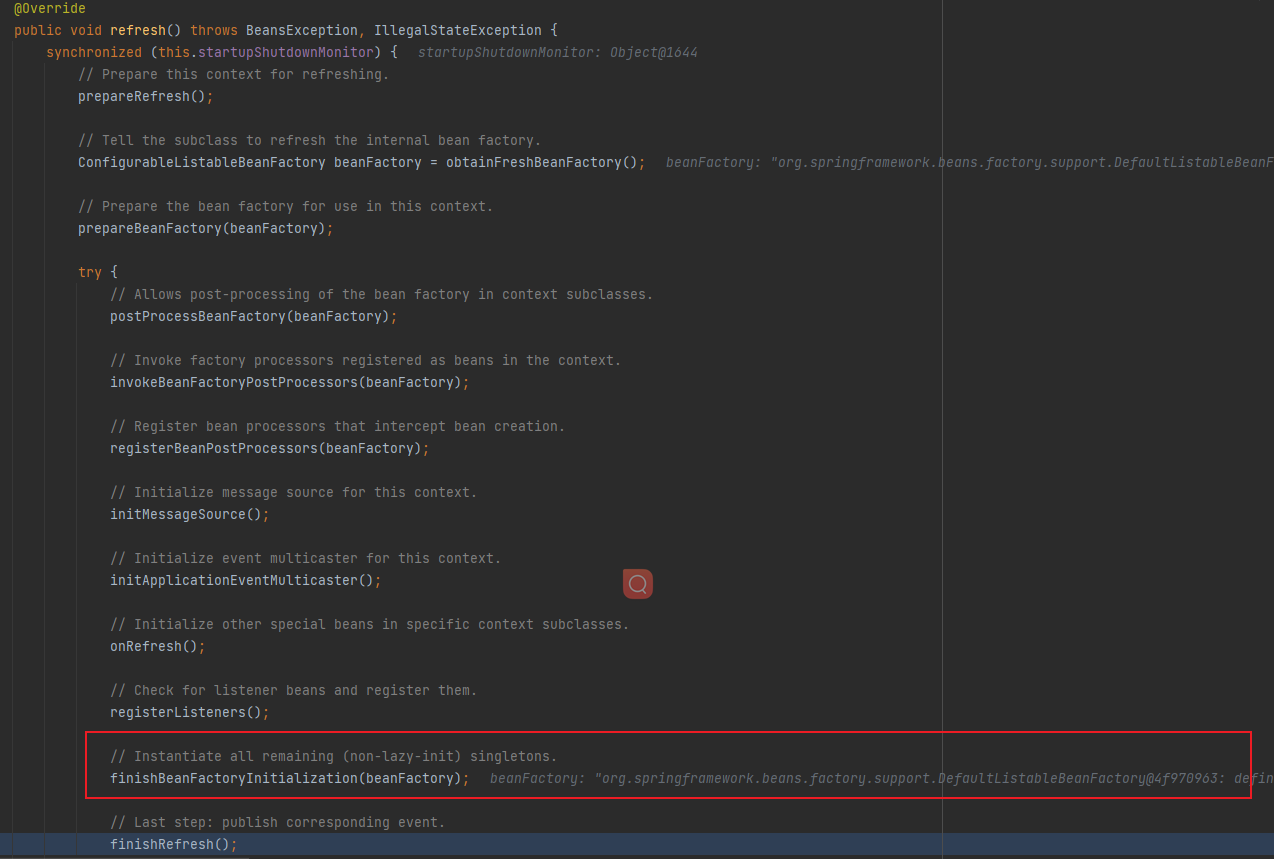 @Override
public void refresh() throws BeansException, IllegalStateException {
synchronized (this.startupShutdownMonitor) { startupShutdownMonitor: Object@1644
// Prepare this context for refreshing.
prepareRefresh();
// Tell the subclass to refresh the internal bean factory.
ConfigurableListableBeanFactory beanFactory = obtainFreshBeanFactory(); beanFactory: "org.springframework.beans.factory.support.DefaultListableBeanF
// Prepare the bean factory for use in this context.
prepareBeanFactory(beanFactory);
try {
// Allows post-processing of the bean factory in context subclasses.
postProcessBeanFactory(beanFactory);
// Invoke factory processors registered as beans in the context.
invokeBeanFactoryPostProcessors(beanFactory);
// Register bean processors that intercept bean creation.
registerBeanPostProcessors(beanFactory);
// Initialize message source for this context.
initMessageSource();
// Initialize event multicaster for this context.
initApplicationEventMulticaster();
// Initialize other special beans in specific context subclasses.
onRefresh();
// Check for listener beans and register them.
registerListeners();
// Instantiate all remaining (non-lazy-init) singletons.
finishBeanFactoryInitialization(beanFactory); beanFactory: "org.springframework.beans.factory.support.DefaultListableBeanFactory@4f970963: defin
// Last step: publish corresponding event.
finishRefresh();